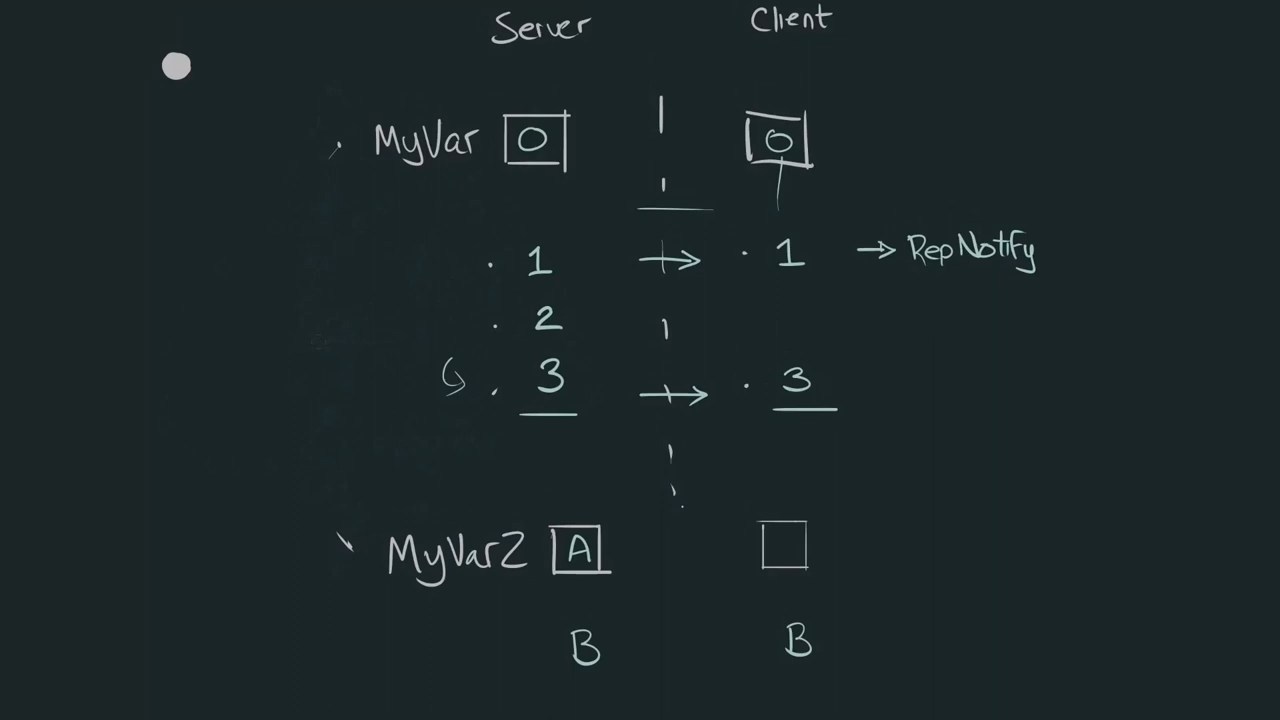 Server Client
MyVar 0 0
1 → 1 → RepNotify
2
3 → 3
MyVar2 A
B B